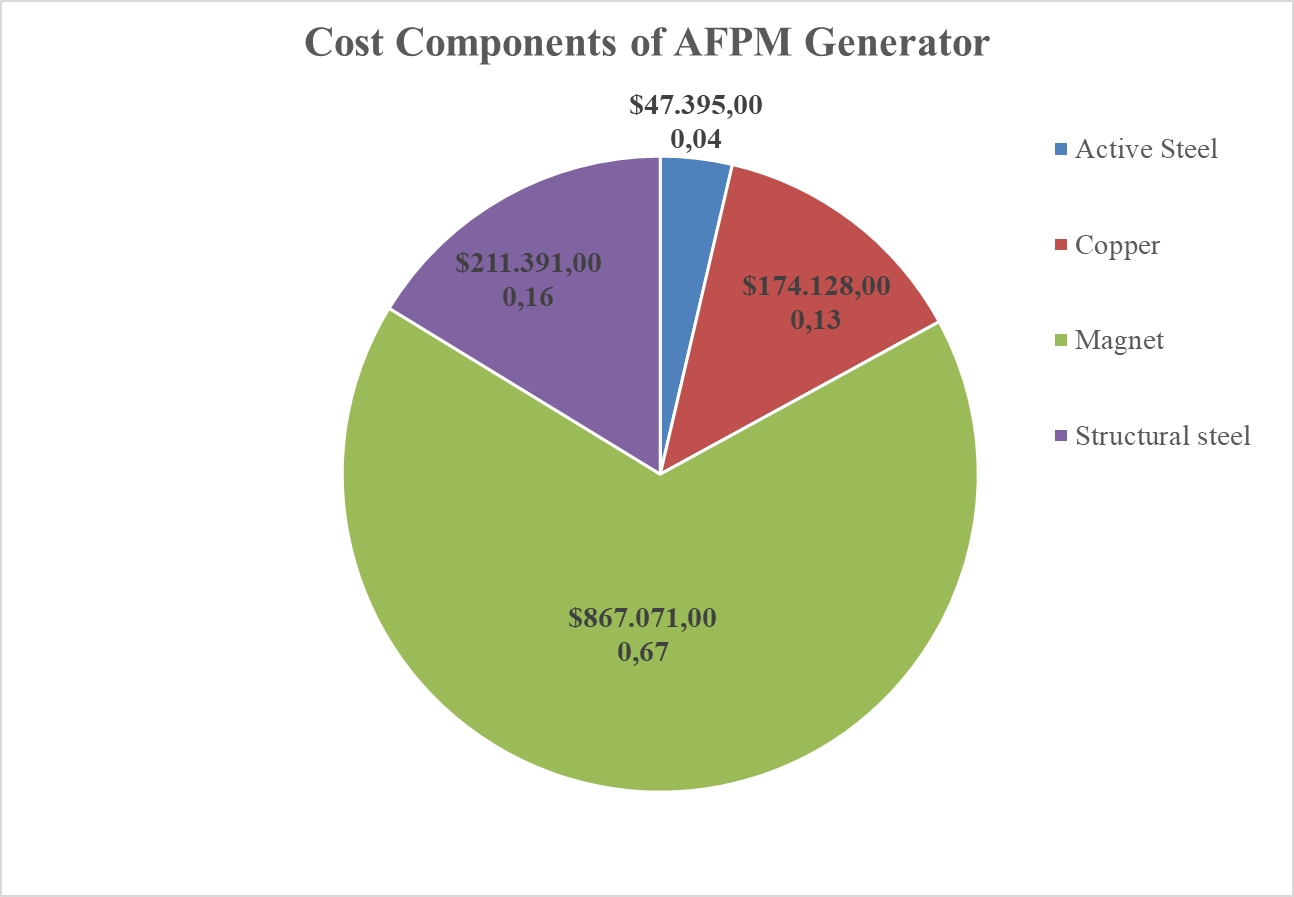 Cost Components of AFPM Generator
$47.395,00
0,04
Active Steel
$211.391,00
0,16
$174.128,00
0,13
Copper
Magnet
Structural steel
$867.071,00
0,67